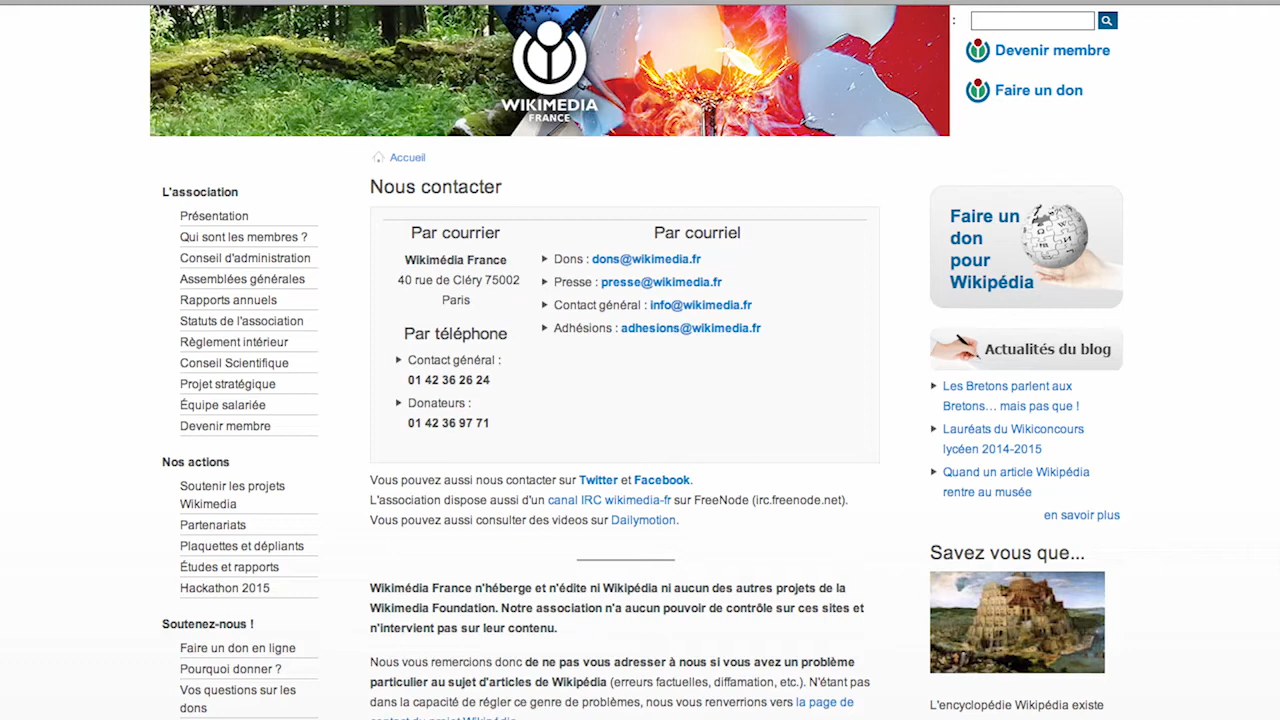 WIKIMEDIA
FRANCE
:
Devenir membre
Faire un don
Accueil
L'association
Présentation
Qui sont les membres ?
Conseil d'administration
Assemblées générales
Rapports annuels
Statuts de l'association
Règlement intérieur
Conseil Scientifique
Projet stratégique
Équipe salariée
Devenir membre
Nos actions
Soutenir les projets
Wikimedia
Partenariats
Plaquettes et dépliants
Études et rapports
Hackathon 2015
Soutenez-nous !
Faire un don en ligne
Pourquoi donner ?
Vos questions sur les
dons
Nous contacter
Par courrier
Wikimédia France
40 rue de Cléry 75002
Paris
Par téléphone
Contact général :
01 42 36 26 24
Donateurs :
01 42 36 97 71
Par courriel
Dons : dons@wikimedia.fr
Presse : presse@wikimedia.fr
Contact général : info@wikimedia.fr
Adhésions : adhesions@wikimedia.fr
Vous pouvez aussi nous contacter sur Twitter et Facebook.
L'association dispose aussi d'un canal IRC wikimedia-fr sur FreeNode (irc.freenode.net).
Vous pouvez aussi consulter des videos sur Dailymotion.
Wikimédia France n'héberge et n'édite ni Wikipédia ni aucun des autres projets de la
Wikimedia Foundation. Notre association n'a aucun pouvoir de contrôle sur ces sites et
n'intervient pas sur leur contenu.
Nous vous remercions donc de ne pas vous adresser à nous si vous avez un problème
particulier au sujet d'articles de Wikipédia (erreurs factuelles, diffamation, etc.). N'étant pas
dans la capacité de régler ce genre de problèmes, nous vous renverrions vers la page de
contact du projet Wikipédia.
Faire un
don
pour
Wikipédia
Actualités du blog
Les Bretons parlent aux
Bretons… mais pas que !
Lauréats du Wikiconcours
lycéen 2014-2015
Quand un article Wikipédia
rentre au musée
en savoir plus
Savez vous que...
L'encyclopédie Wikipédia existe